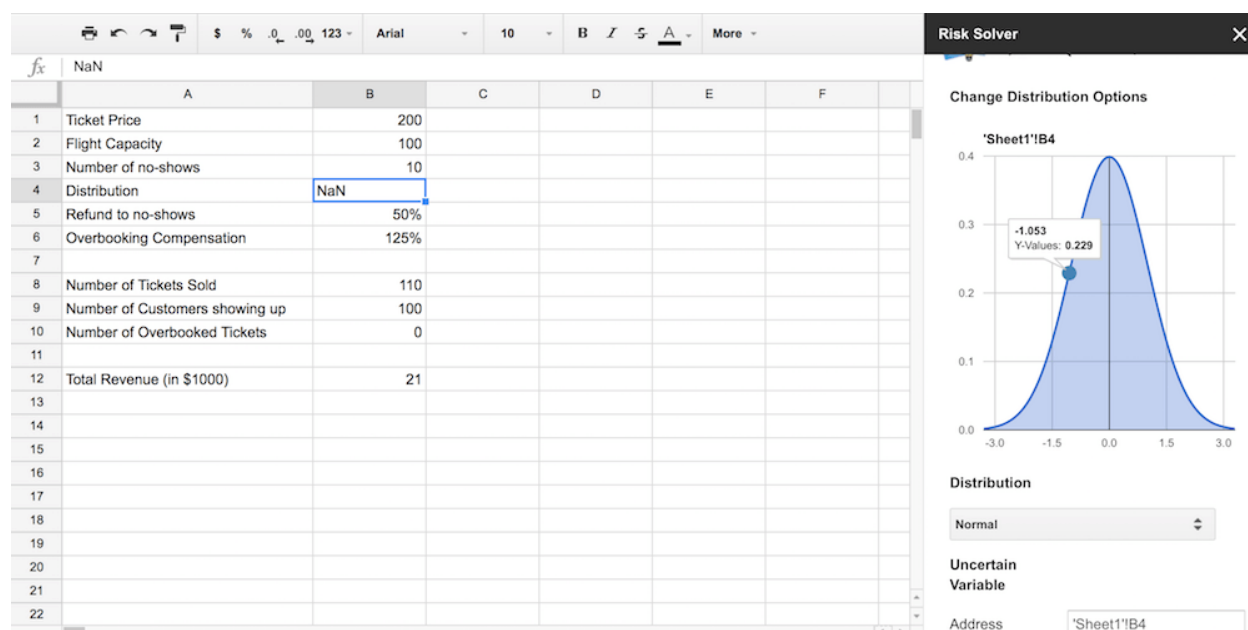 $ % .0 .00 123 Arial 10 B I S A More
fx NaN
A B C D E F
1 Ticket Price 200
2 Flight Capacity 100
3 Number of no-shows 10
4 Distribution NaN
5 Refund to no-shows 50%
6 Overbooking Compensation 125%
7
8 Number of Tickets Sold 110
9 Number of Customers showing up 100
10 Number of Overbooked Tickets 0
11
12 Total Revenue (in $1000) 21
13
14
15
16
17
18
19
20
21
22
Risk Solver
Change Distribution Options
'Sheet1'!B4
0.4
0.3
-1.053
Y-Values: 0.229
0.2
0.1
0.0
-3.0 -1.5 0.0 1.5 3.0
Distribution
Normal
Uncertain
Variable
Address 'Sheet1'!B4